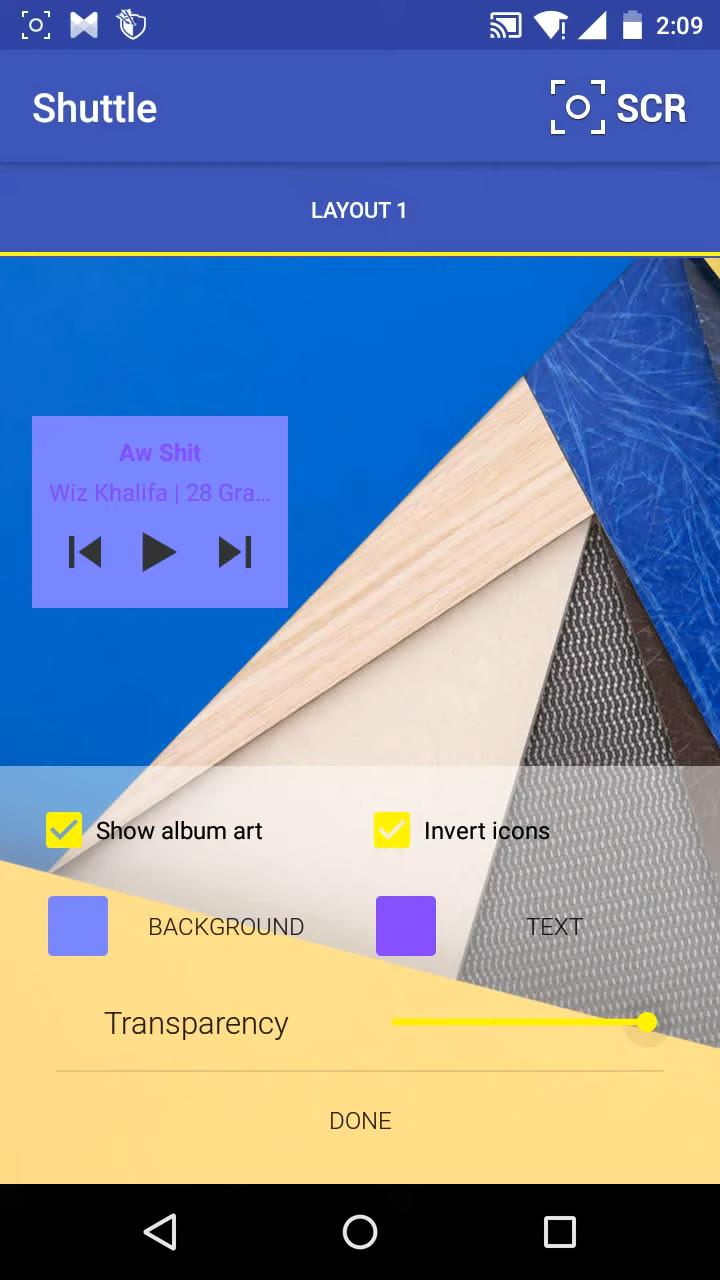 2:09
Shuttle
SCR
LAYOUT 1
Aw Shit
Wiz Khalifa | 28 Gra...
Show album art
Invert icons
BACKGROUND
TEXT
Transparency
DONE